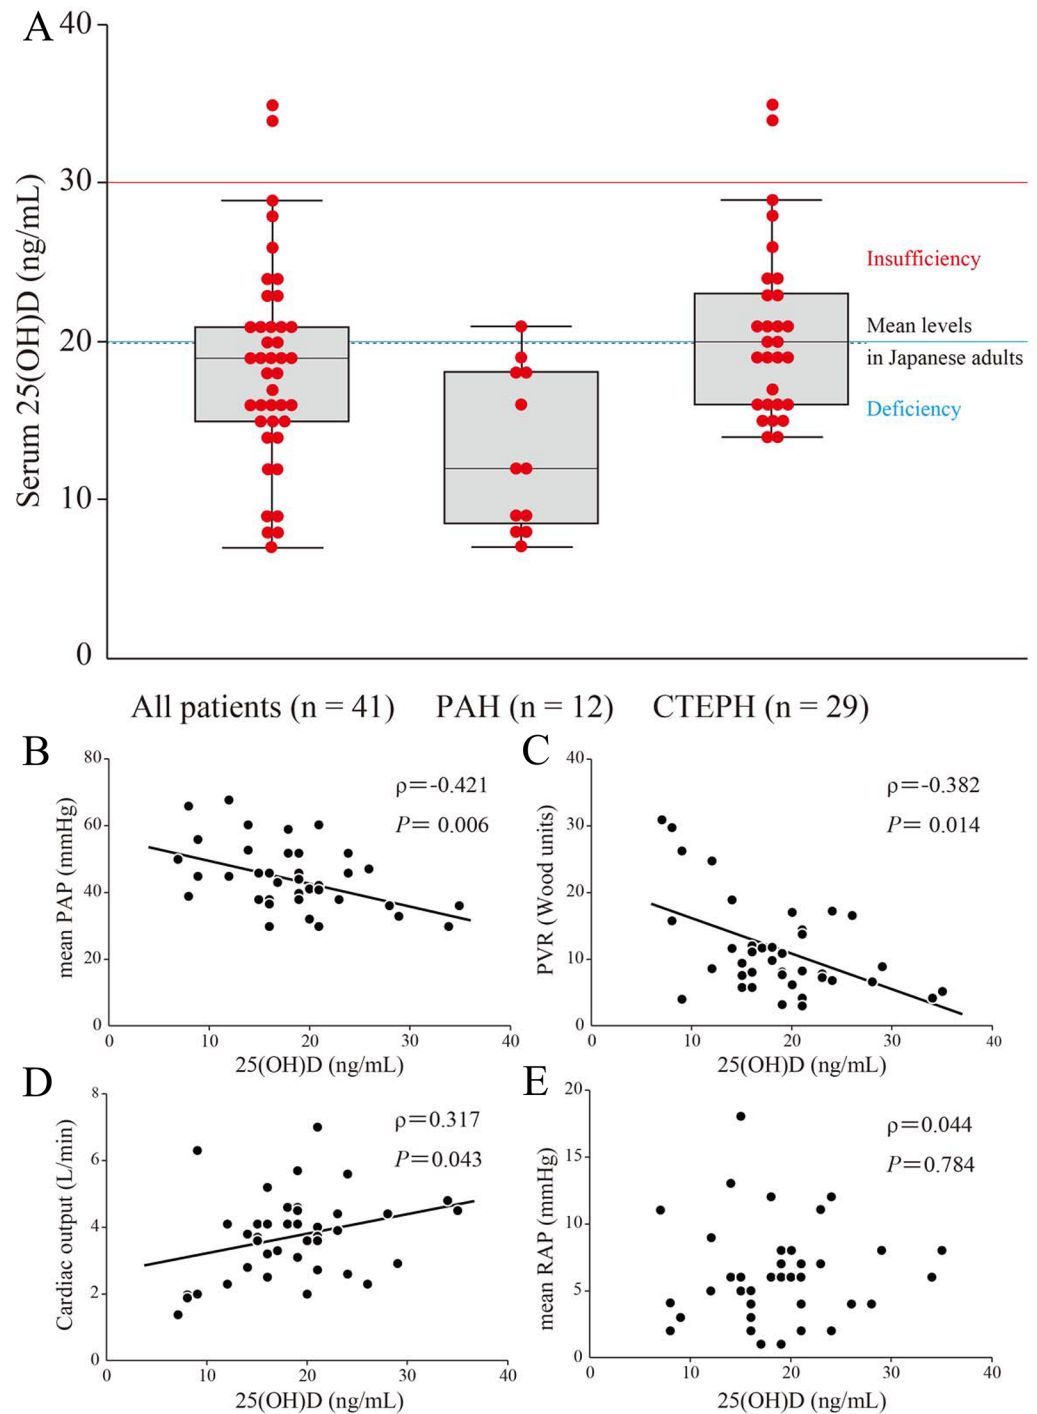 A
40
30
20
10
0
Serum 25(OH)D (ng/mL)
Insufficiency
Mean levels
in Japanese adults
Deficiency
All patients (n = 41)
PAH (n = 12)
CTEPH (n = 29)
B
80
60
40
20
0
mean PAP (mmHg)
ρ=-0.421
P= 0.006
0
10
20
30
40
25(OH)D (ng/mL)
C
40
30
20
10
0
PVR (Wood units)
ρ=-0.382
P= 0.014
0
10
20
30
40
25(OH)D (ng/mL)
D
8
6
4
2
0
Cardiac output (L/min)
ρ=0.317
P=0.043
0
10
20
30
40
25(OH)D (ng/mL)
E
20
15
10
5
0
mean RAP (mmHg)
ρ=0.044
P=0.784
0
10
20
30
40
25(OH)D (ng/mL)